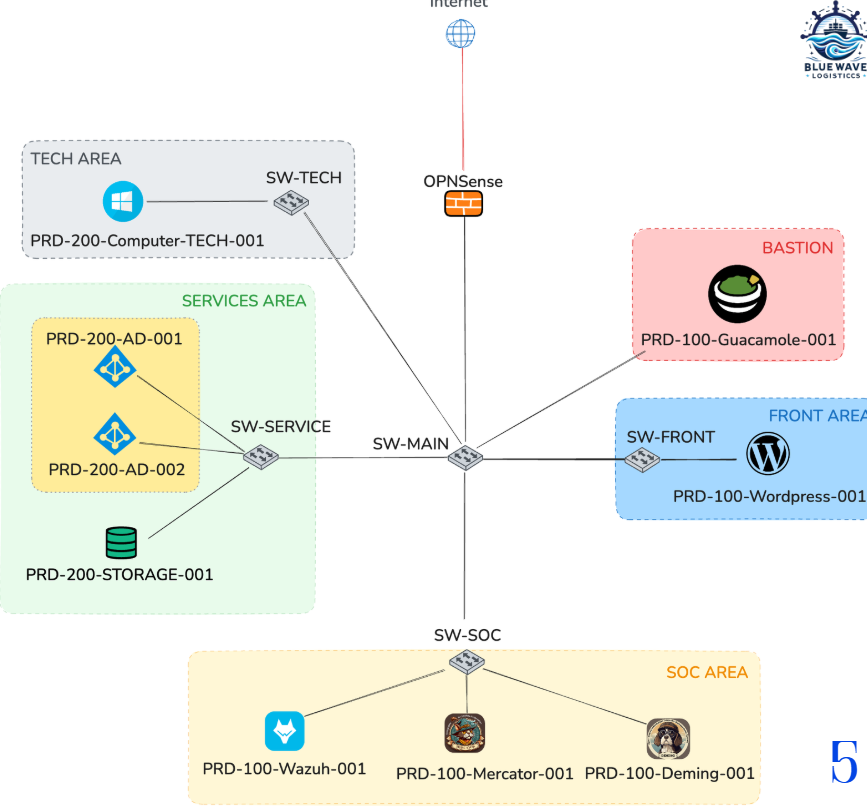 Internet
BLUE WAVE
LOGISTICCS
TECH AREA
SW-TECH
PRD-200-Computer-TECH-001
OPNSense
BASTION
PRD-100-Guacamole-001
SERVICES AREA
PRD-200-AD-001
PRD-200-AD-002
SW-SERVICE
PRD-200-STORAGE-001
SW-MAIN
FRONT AREA
SW-FRONT
PRD-100-Wordpress-001
SW-SOC
SOC AREA
PRD-100-Wazuh-001
PRD-100-Mercator-001
PRD-100-Deming-001
5